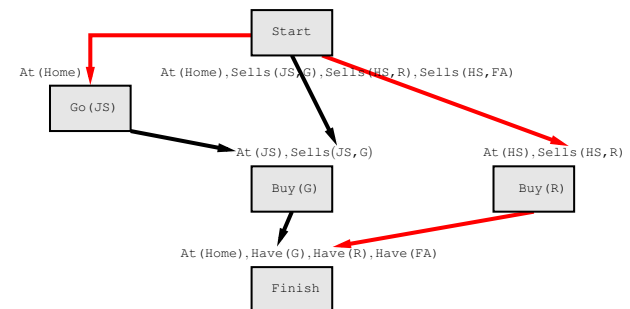 Start
At(Home)
At(Home).Sells(JS,G).Sells(HS,R).Sells(HS,FA)
Go(JS)
At(JS).Sells(JS,G)
At(HS).Sells(HS,R)
Buy(G)
Buy(R)
At(Home).Have(G).Have(R).Have(FA)
Finish